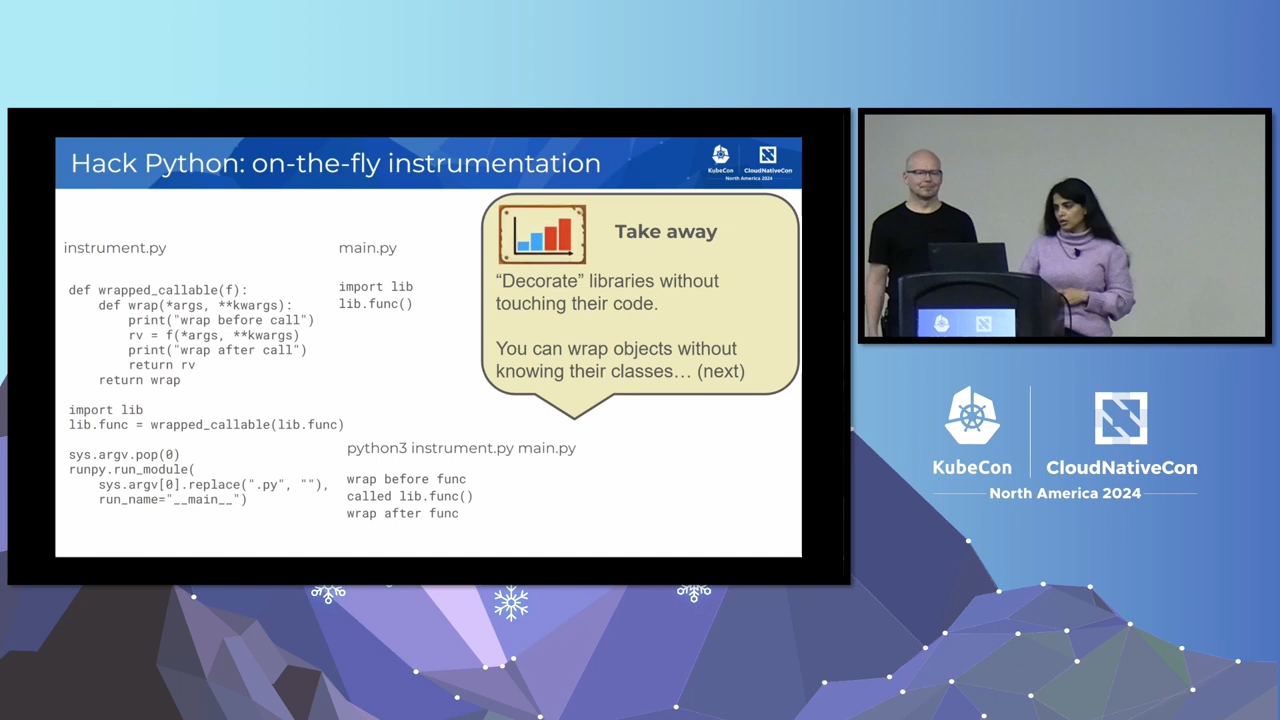 Hack Python: on-the-fly instrumentation
KubeCon
CloudNativeCon
North America 2024
instrument.py
def wrapped_callable(f):
    def wrap(*args, **kwargs):
        print("wrap before call")
        rv = f(*args, **kwargs)
        print("wrap after call")
        return rv
    return wrap
import lib
lib.func = wrapped_callable(lib.func)
sys.argv.pop(0)
runpy.run_module(
    sys.argv[0].replace(".py", ""),
    run_name="__main__")
main.py
import lib
lib.func()
Take away
“Decorate” libraries without
touching their code.
You can wrap objects without
knowing their classes… (next)
python3 instrument.py main.py
wrap before func
called lib.func()
wrap after func
KubeCon
CloudNativeCon
North America 2024